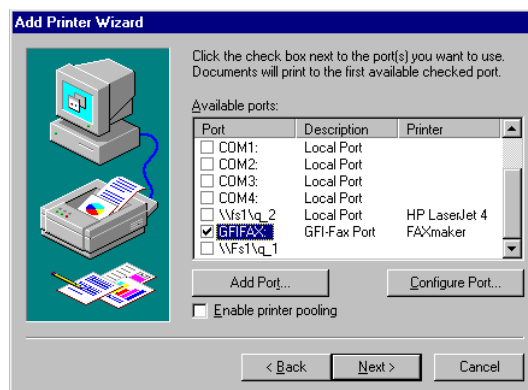 Add Printer Wizard
Click the check box next to the port(s) you want to use.
Documents will print to the first available checked port.
Available ports:
Port Description Printer
COM1: Local Port
COM2: Local Port
COM3: Local Port
COM4: Local Port
\\fs1\q_2 Local Port HP LaserJet 4
GFIFAX: GFI-Fax Port FAXmaker
\\Fs1\q_1
Add Port... Configure Port...
Enable printer pooling
< Back Next > Cancel